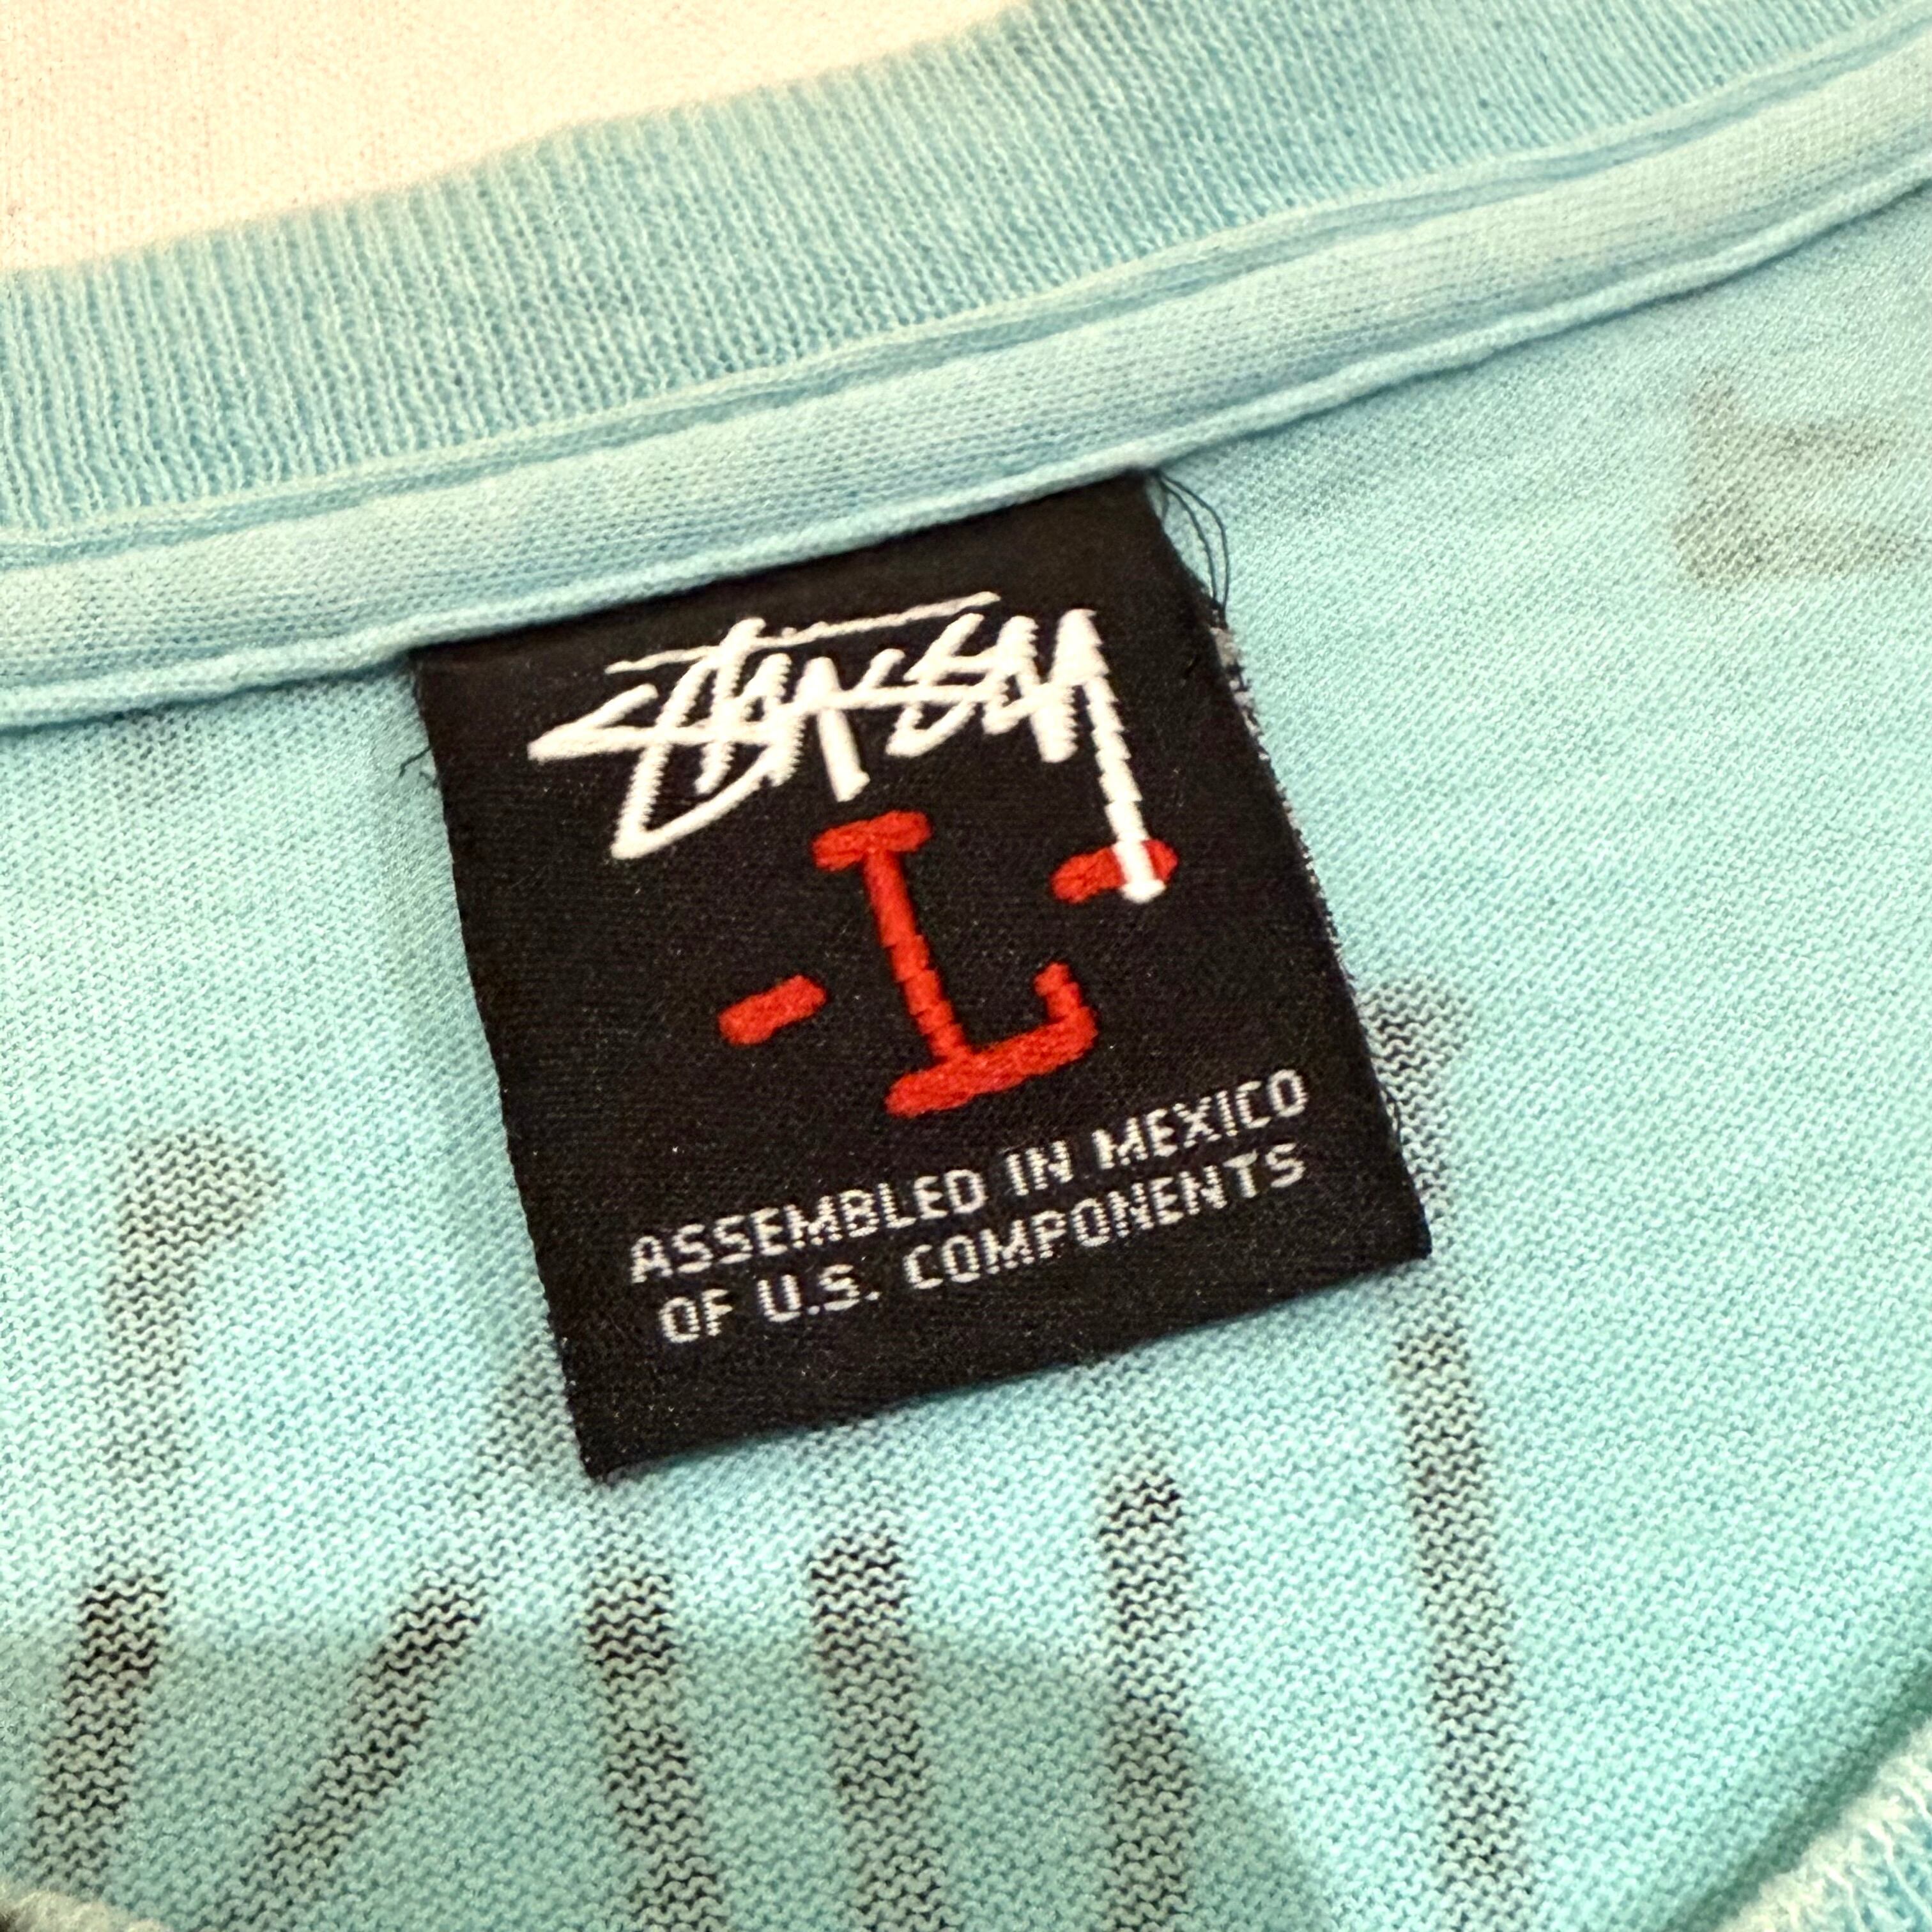 Stüssy
-L-
ASSEMBLED IN MEXICO
OF U.S. COMPONENTS